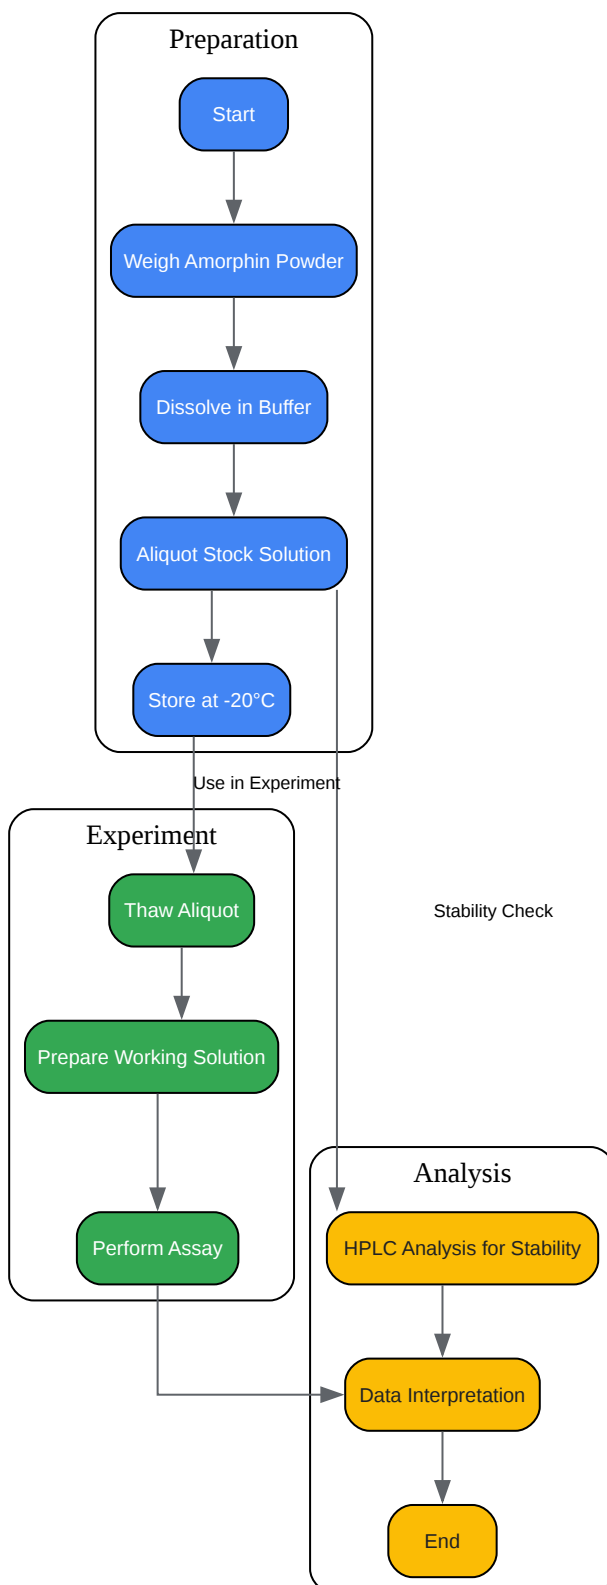 Preparation
Start
Weigh Amorphin Powder
Dissolve in Buffer
Aliquot Stock Solution
Store at -20°C
Use in Experiment
Experiment
Thaw Aliquot
Stability Check
Prepare Working Solution
Analysis
Perform Assay
HPLC Analysis for Stability
Data Interpretation
End